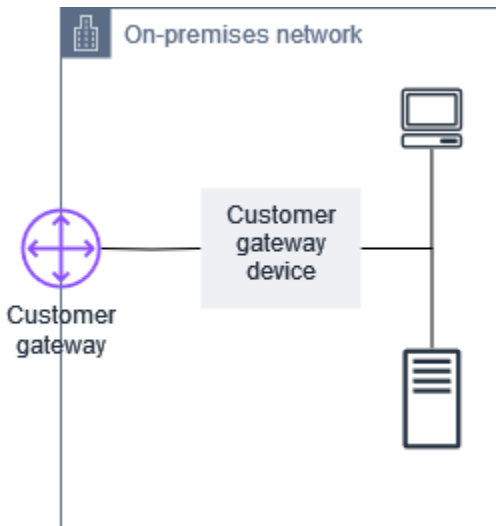 On-premises network
Customer
gateway
device
Customer
gateway